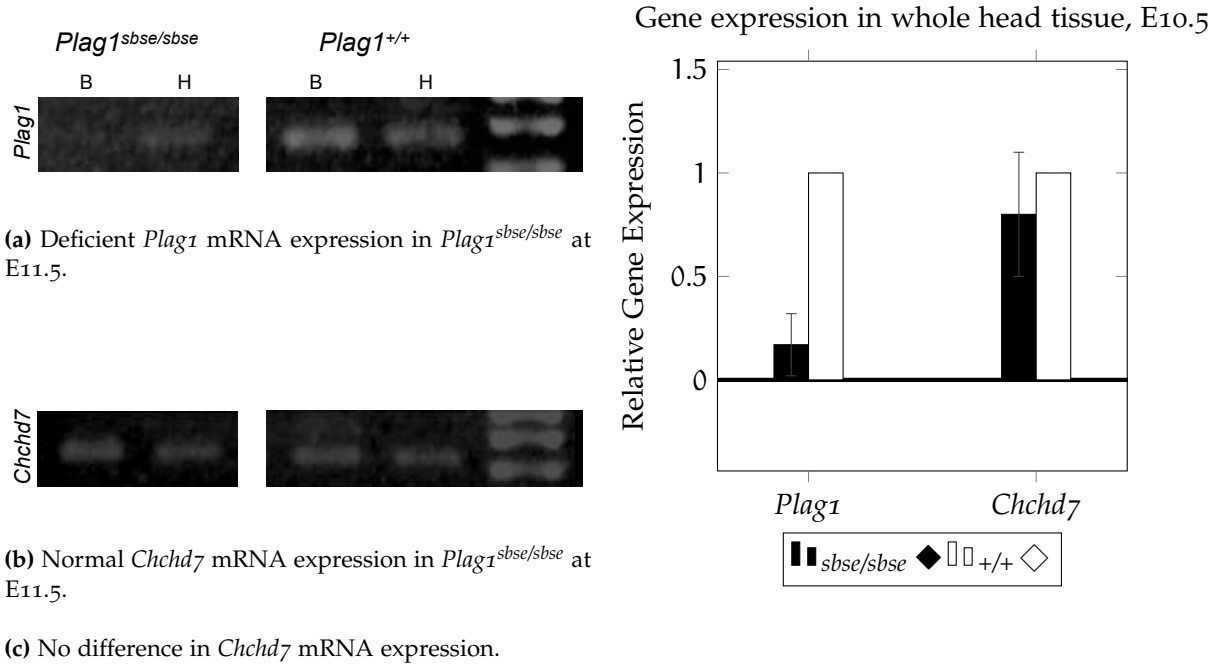 Plag1sbse/sbse
Plag1+/+
B
H
B
H
Plag1
(a) Deficient Plag1 mRNA expression in Plag1sbse/sbse at
E11.5.
Chchd7
(b) Normal Chchd7 mRNA expression in Plag1sbse/sbse at
E11.5.
(c) No difference in Chchd7 mRNA expression.
Gene expression in whole head tissue, E10.5
Relative Gene Expression
1.5
1
0.5
0
Plag1
Chchd7
sbse/sbse
+/+